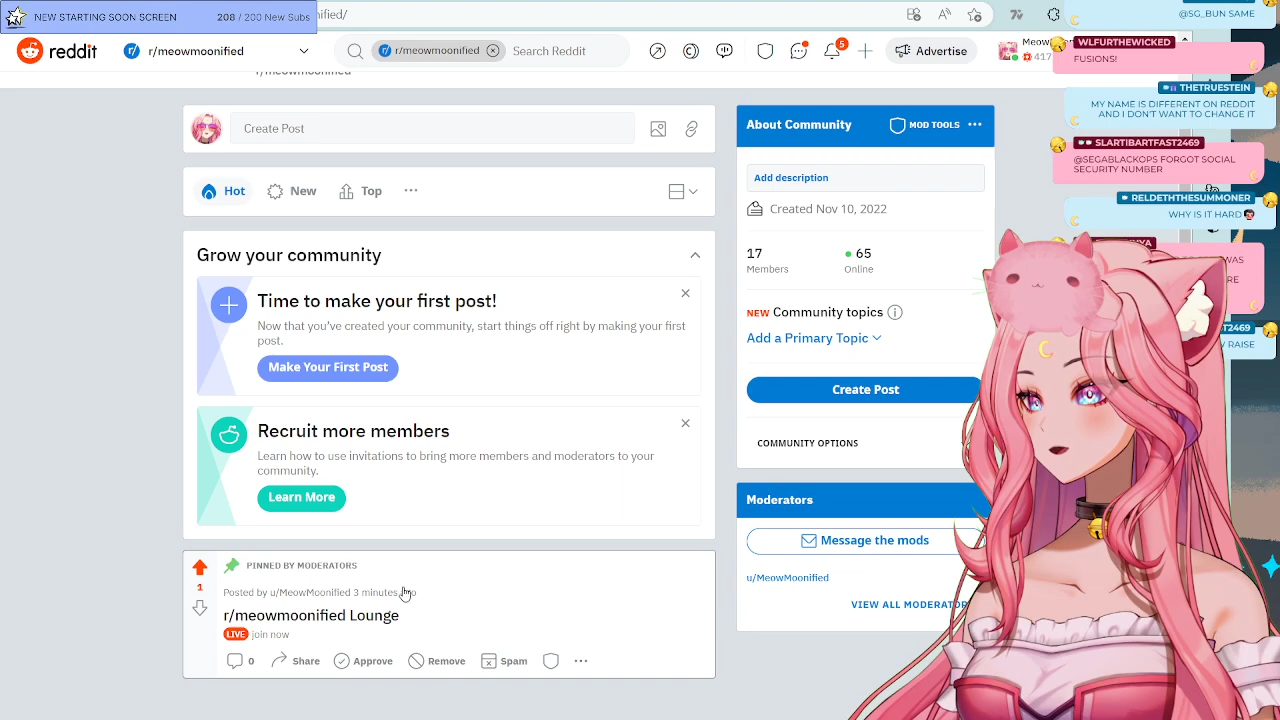 NEW STARTING SOON SCREEN 208 / 200 New Subs
nified/
reddit
r/meowmoonified
r/meowmoonified
Search Reddit
5
Advertise
Meow
417
r/meowmoonified
Create Post
Hot
New
Top
Grow your community
Time to make your first post!
Now that you've created your community, start things off right by making your first
post.
Make Your First Post
Recruit more members
Learn how to use invitations to bring more members and moderators to your
community.
Learn More
PINNED BY MODERATORS
1
Posted by u/MeowMoonified 3 minutes
r/meowmoonified Lounge
LIVE join now
0 Share Approve Remove Spam
About Community
MOD TOOLS
Add description
Created Nov 10, 2022
17
Members
65
Online
NEW Community topics
Add a Primary Topic
Create Post
COMMUNITY OPTIONS
Moderators
Message the mods
u/MeowMoonified
VIEW ALL MODERATOR
@SG_BUN SAME
WLFURTHEWICKED
FUSIONS!
THETRUESTEIN
MY NAME IS DIFFERENT ON REDDIT
AND I DON'T WANT TO CHANGE IT
SLARTIBARTFAST2469
@SEGABLACKOPS FORGOT SOCIAL
SECURITY NUMBER
RELDETHTHESUMMONER
WHY IS IT HARD
WAS
T2469
RAISE